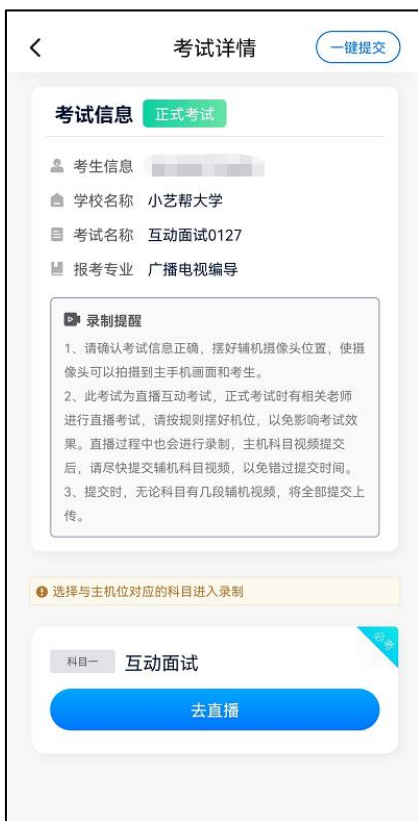 考试详情
一键提交
考试信息 正式考试
考生信息
学校名称 小艺帮大学
考试名称 互动面试0127
报考专业 广播电视编导
录制提醒
1、请确认考试信息正确，摆好辅机摄像头位置，使摄
像头可以拍摄到主手机画面和考生。
2、此考试为直播互动考试，正式考试时有相关老师
进行直播考试，请按规则摆好机位，以免影响考试效
果。直播过程中也会进行录制，主机科目视频提交
后，请尽快提交辅机科目视频，以免错过提交时间。
3、提交时，无论科目有几段辅机视频，将全部提交上
传。
选择与主机位对应的科目进入录制
必考
科目一 互动面试
去直播